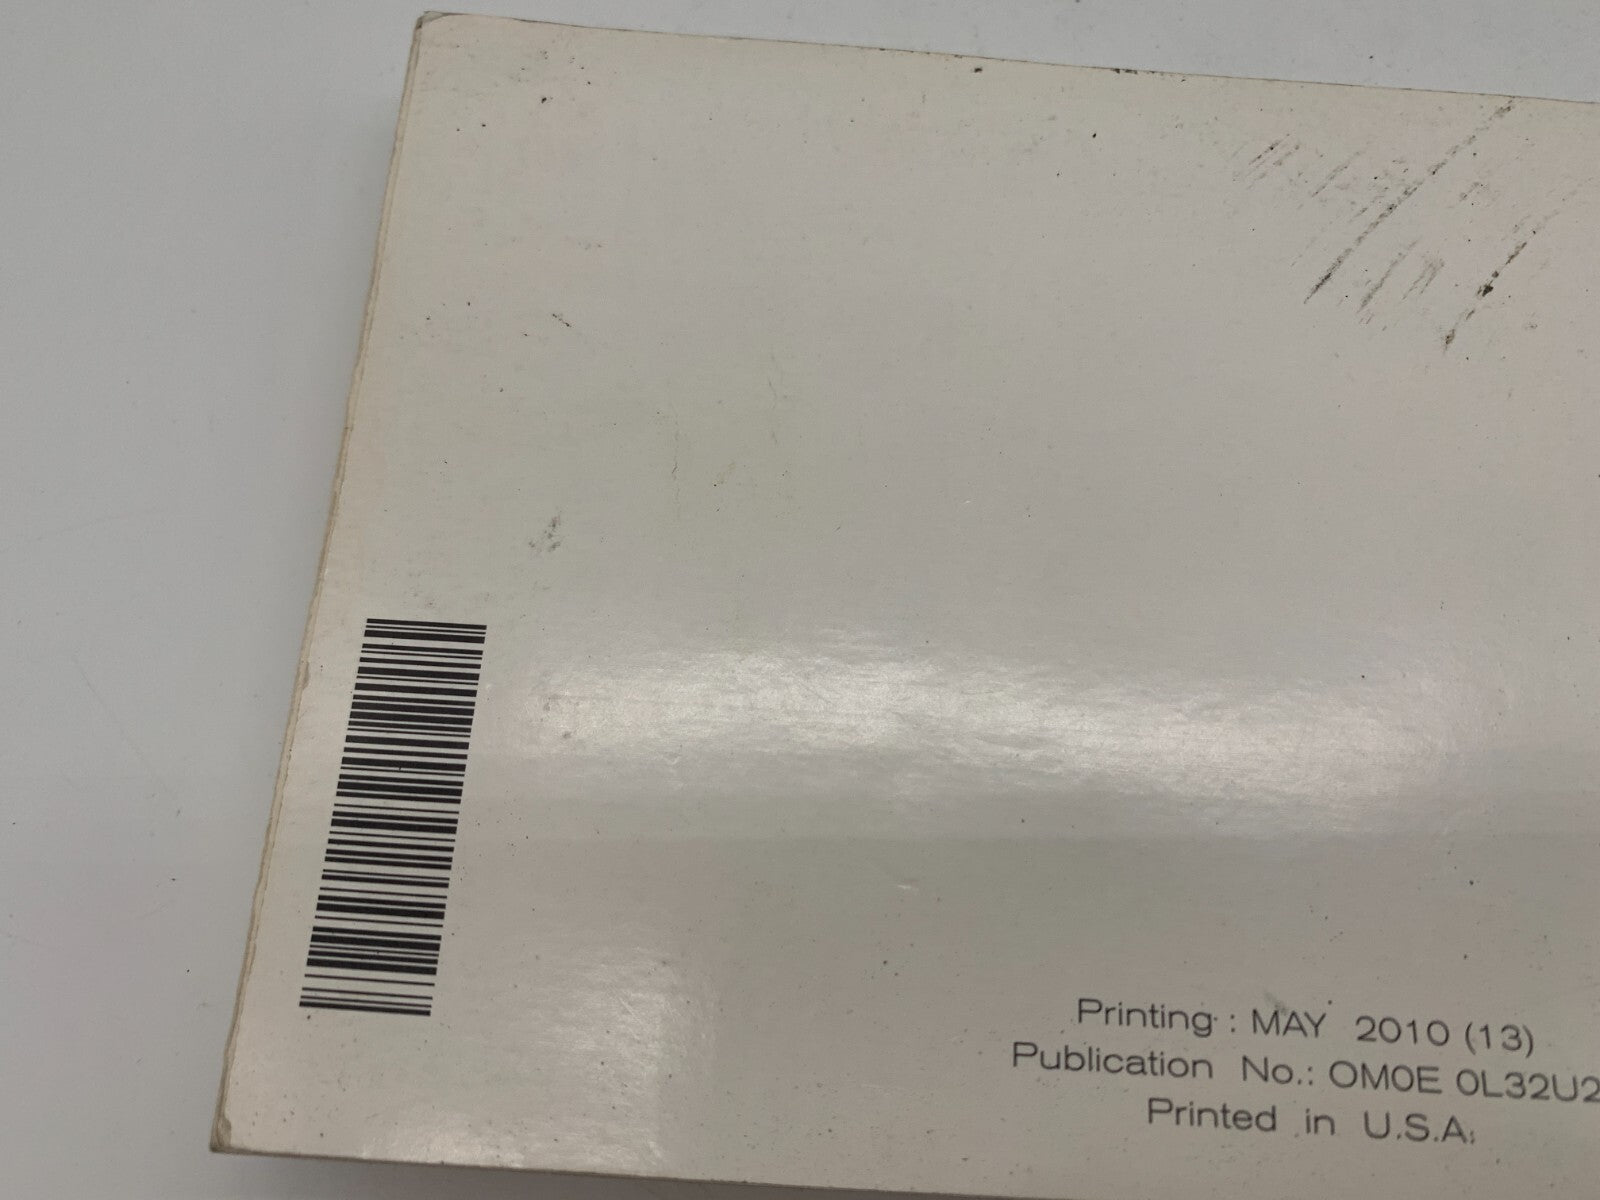 Printing : MAY 2010 (13)
Publication No.: OM0E 0L32U2
Printed in U.S.A.